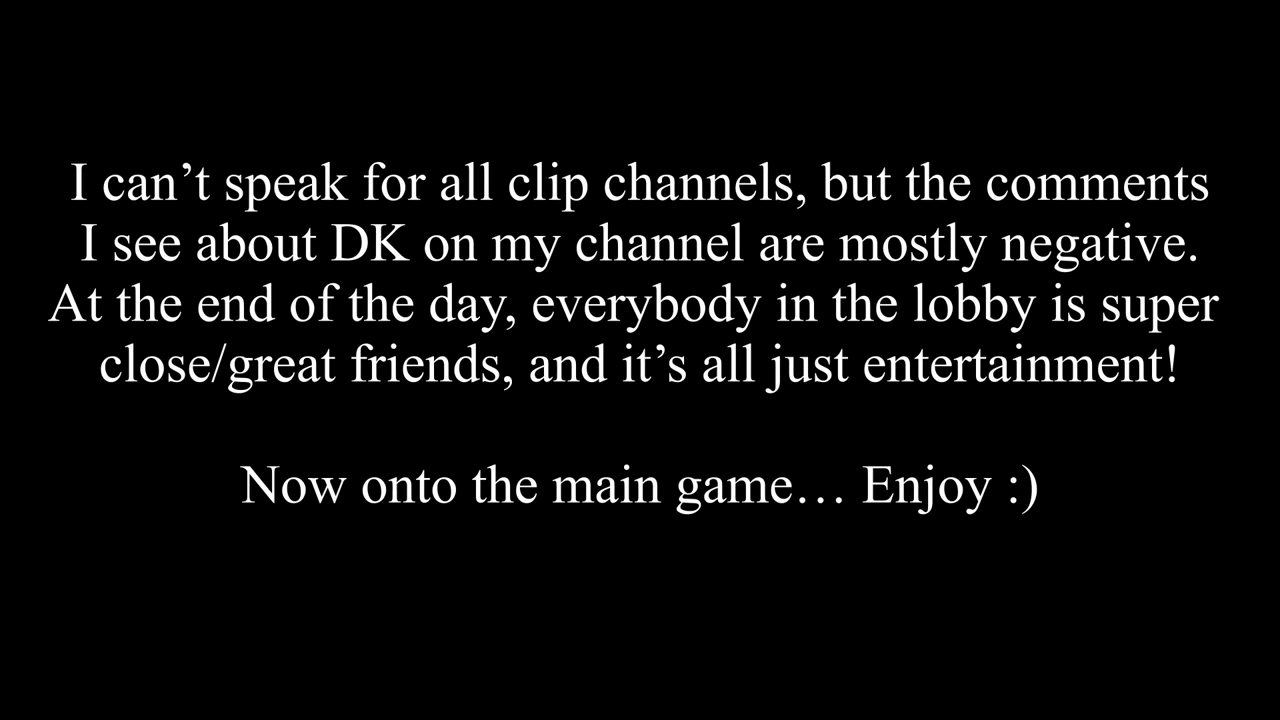 I can’t speak for all clip channels, but the comments
I see about DK on my channel are mostly negative.
At the end of the day, everybody in the lobby is super
close/great friends, and it’s all just entertainment!
Now onto the main game… Enjoy :)